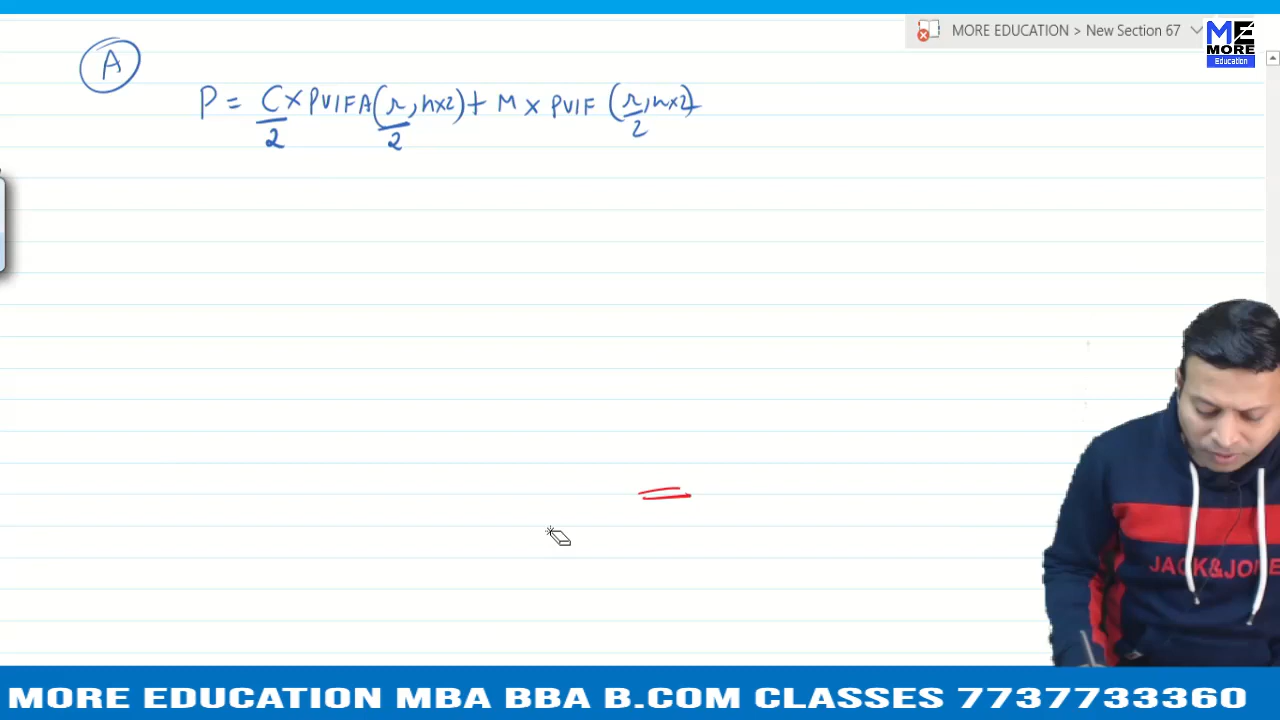 MORE EDUCATION > New Section 67
ME
MORE
Education
A
P = C/2 × PVIFA (r/2, n×2) + M × PVIF (r/2, n×2)
JACK&JONE
MORE EDUCATION MBA BBA B.COM CLASSES 7737733360